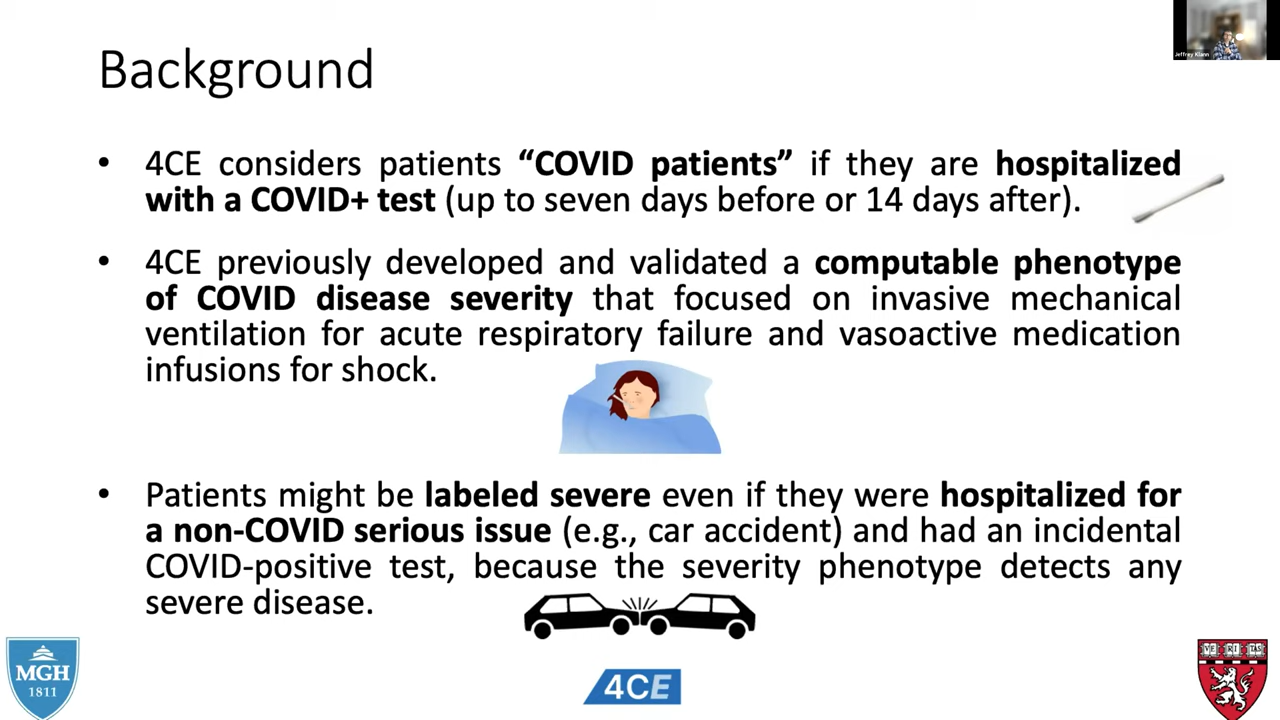 Jeffrey Klann
Background
• 4CE considers patients “COVID patients” if they are hospitalized
with a COVID+ test (up to seven days before or 14 days after).
• 4CE previously developed and validated a computable phenotype
of COVID disease severity that focused on invasive mechanical
ventilation for acute respiratory failure and vasoactive medication
infusions for shock.
• Patients might be labeled severe even if they were hospitalized for
a non-COVID serious issue (e.g., car accident) and had an incidental
COVID-positive test, because the severity phenotype detects any
severe disease.
MGH
1811
4CE
VE RI TAS